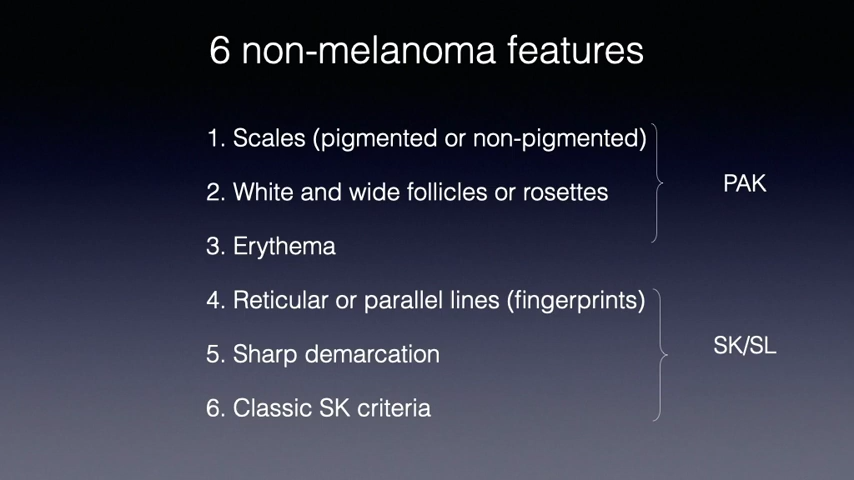 6 non-melanoma features
1. Scales (pigmented or non-pigmented)
2. White and wide follicles or rosettes
3. Erythema
PAK
4. Reticular or parallel lines (fingerprints)
5. Sharp demarcation
6. Classic SK criteria
SK/SL